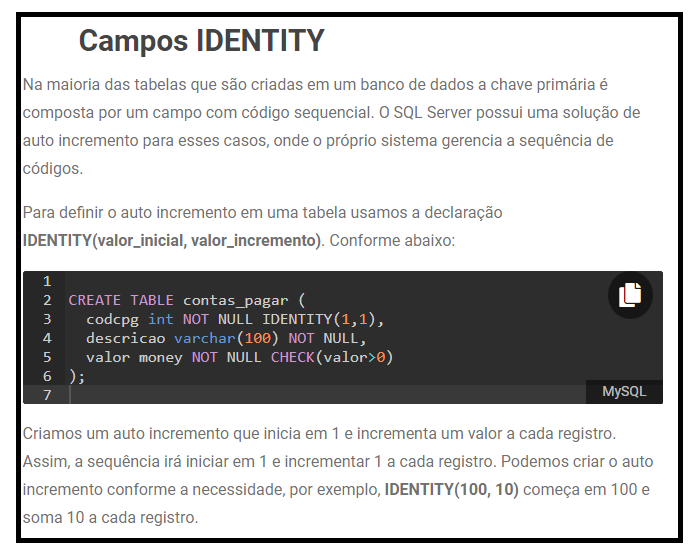 Campos IDENTITY
Na maioria das tabelas que são criadas em um banco de dados a chave primária é
composta por um campo com código sequencial. O SQL Server possui uma solução de
auto incremento para esses casos, onde o próprio sistema gerencia a sequência de
códigos.
Para definir o auto incremento em uma tabela usamos a declaração
IDENTITY(valor_inicial, valor_incremento). Conforme abaixo:
1
2 CREATE TABLE contas_pagar (
3   codcpg int NOT NULL IDENTITY(1,1),
4   descricao varchar(100) NOT NULL,
5   valor money NOT NULL CHECK(valor>0)
6 );
7
MySQL
Criamos um auto incremento que inicia em 1 e incrementa um valor a cada registro.
Assim, a sequência irá iniciar em 1 e incrementar 1 a cada registro. Podemos criar o auto
incremento conforme a necessidade, por exemplo, IDENTITY(100, 10) começa em 100 e
soma 10 a cada registro.